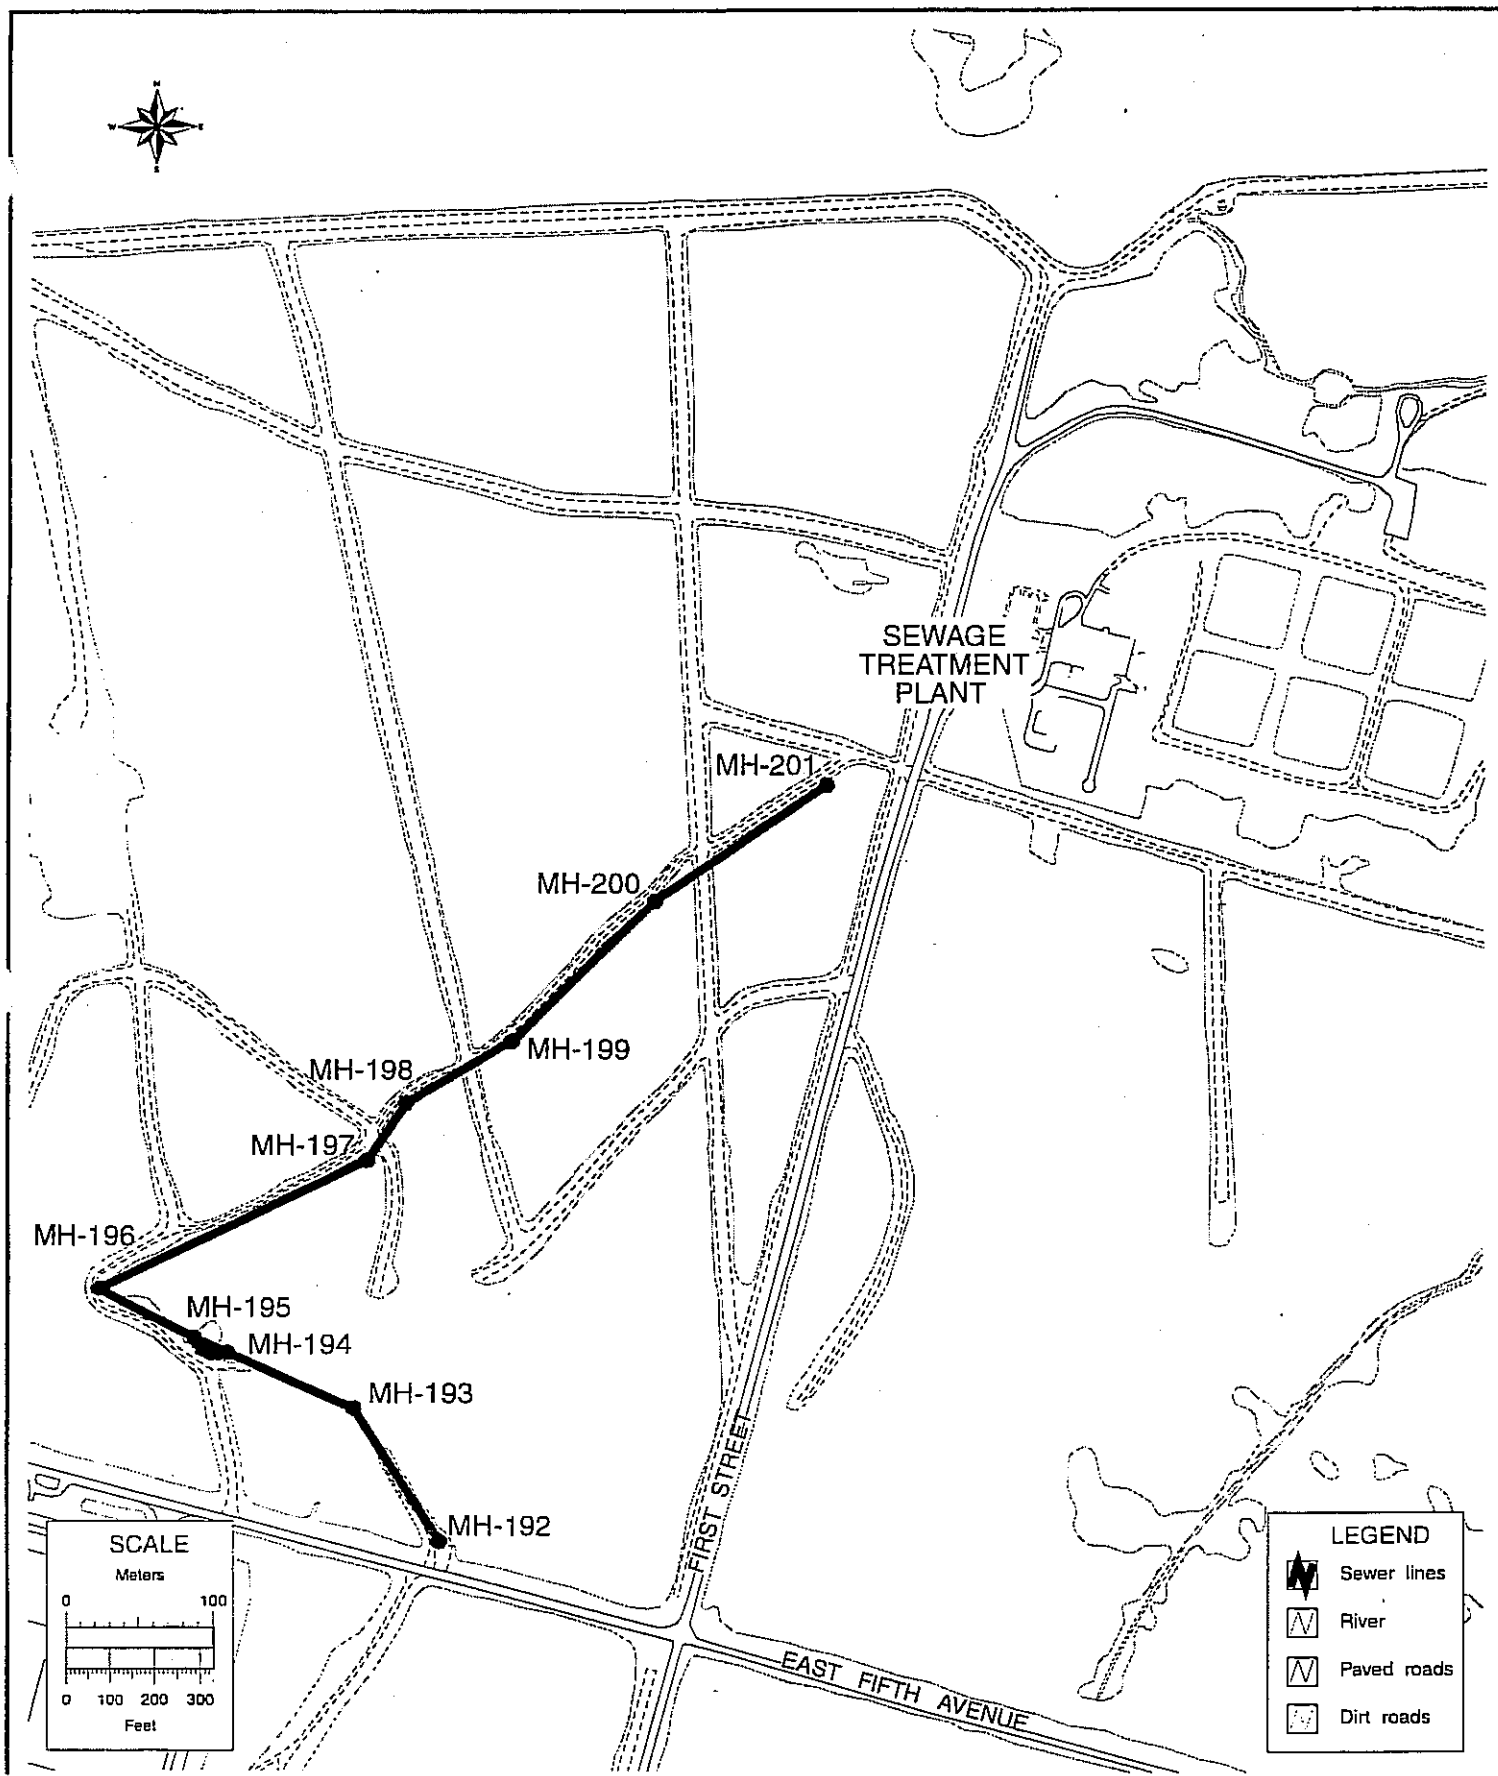 N
W E
S
SEWAGE
TREATMENT
PLANT
MH-201
MH-200
MH-199
MH-198
MH-197
MH-196
MH-195
MH-194
MH-193
MH-192
FIRST STREET
EAST FIFTH AVENUE
SCALE
Meters
0 100
0 100 200 300
Feet
LEGEND
Sewer lines
River
Paved roads
Dirt roads